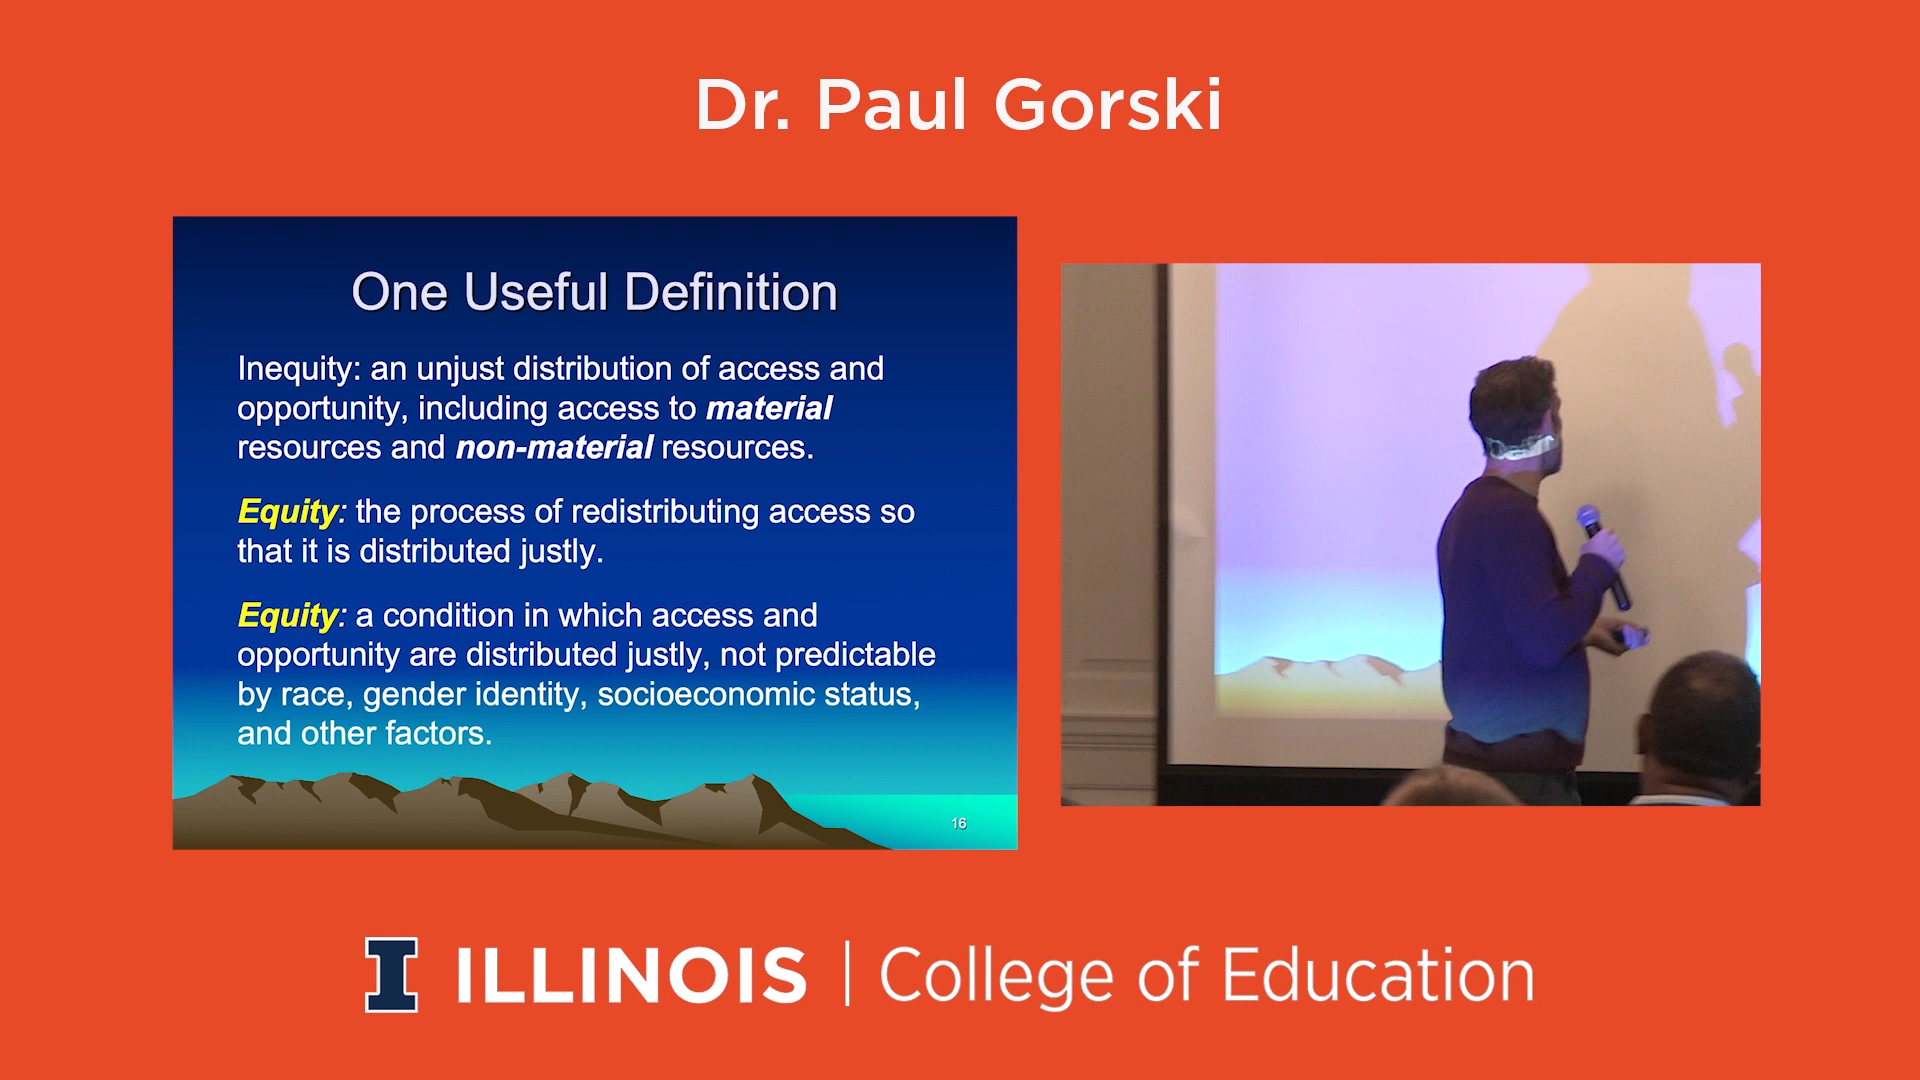 Dr. Paul Gorski
One Useful Definition
Inequity: an unjust distribution of access and
opportunity, including access to material
resources and non-material resources.
Equity: the process of redistributing access so
that it is distributed justly.
Equity: a condition in which access and
opportunity are distributed justly, not predictable
by race, gender identity, socioeconomic status,
and other factors.
16
I ILLINOIS | College of Education